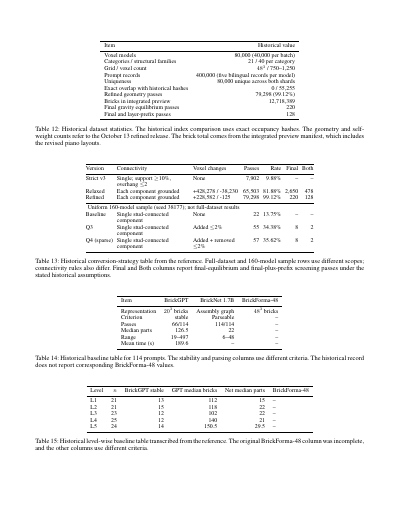 Item Historical value
Voxel models 80,000 (40,000 per batch)
Categories / structural families 21 / 40 per category
Grid / voxel count 48³ / 750–1,250
Prompt records 400,000 (five bilingual records per model)
Uniqueness 80,000 unique across both shards
Exact overlap with historical hashes 0 / 55,255
Refined geometry passes 79,298 (99.12%)
Bricks in integrated preview 12,718,389
Final gravity equilibrium passes 220
Final and layer-prefix passes 128
Table 12: Historical dataset statistics. The historical index comparison uses exact occupancy hashes. The geometry and self-
weight counts refer to the October 13 refined release. The brick total comes from the integrated preview manifest, which includes
the revised piano layouts.
Version Connectivity Voxel changes Passes Rate Final Both
Strict v3 Single; support ≥10%, None 7,902 9.88% – –
overhang ≤2
Relaxed Each component grounded +428,278 / -38,230 65,503 81.88% 2,650 478
Refined Each component grounded +228,582 / -125 79,298 99.12% 220 128
Uniform 160-model sample (seed 38177); not full-dataset results
Baseline Single stud-connected None 22 13.75% – –
component
Q3 Single stud-connected Added ≤2% 55 34.38% 8 2
component
Q4 (sparse) Single stud-connected Added + removed 57 35.62% 8 2
component ≤2%
Table 13: Historical conversion-strategy table from the reference. Full-dataset and 160-model sample rows use different scopes;
connectivity rules also differ. Final and Both columns report final-equilibrium and final-plus-prefix screening passes under the
stated historical assumptions.
Item BrickGPT BrickNet 1.7B BrickForma-48
Representation 20³ bricks Assembly graph 48³ bricks
Criterion stable Parseable –
Passes 66/114 114/114 –
Median parts 126.5 22 –
Range 19–497 6–48 –
Mean time (s) 189.6 – –
Table 14: Historical baseline table for 114 prompts. The stability and parsing columns use different criteria. The historical record
does not report corresponding BrickForma-48 values.
Level n BrickGPT stable GPT median bricks Net median parts BrickForma-48
L1 21 13 112 15 –
L2 21 15 118 22 –
L3 23 12 102 22 –
L4 25 12 140 21 –
L5 24 14 150.5 29.5 –
Table 15: Historical level-wise baseline table transcribed from the reference. The original BrickForma-48 column was incomplete,
and the other columns use different criteria.